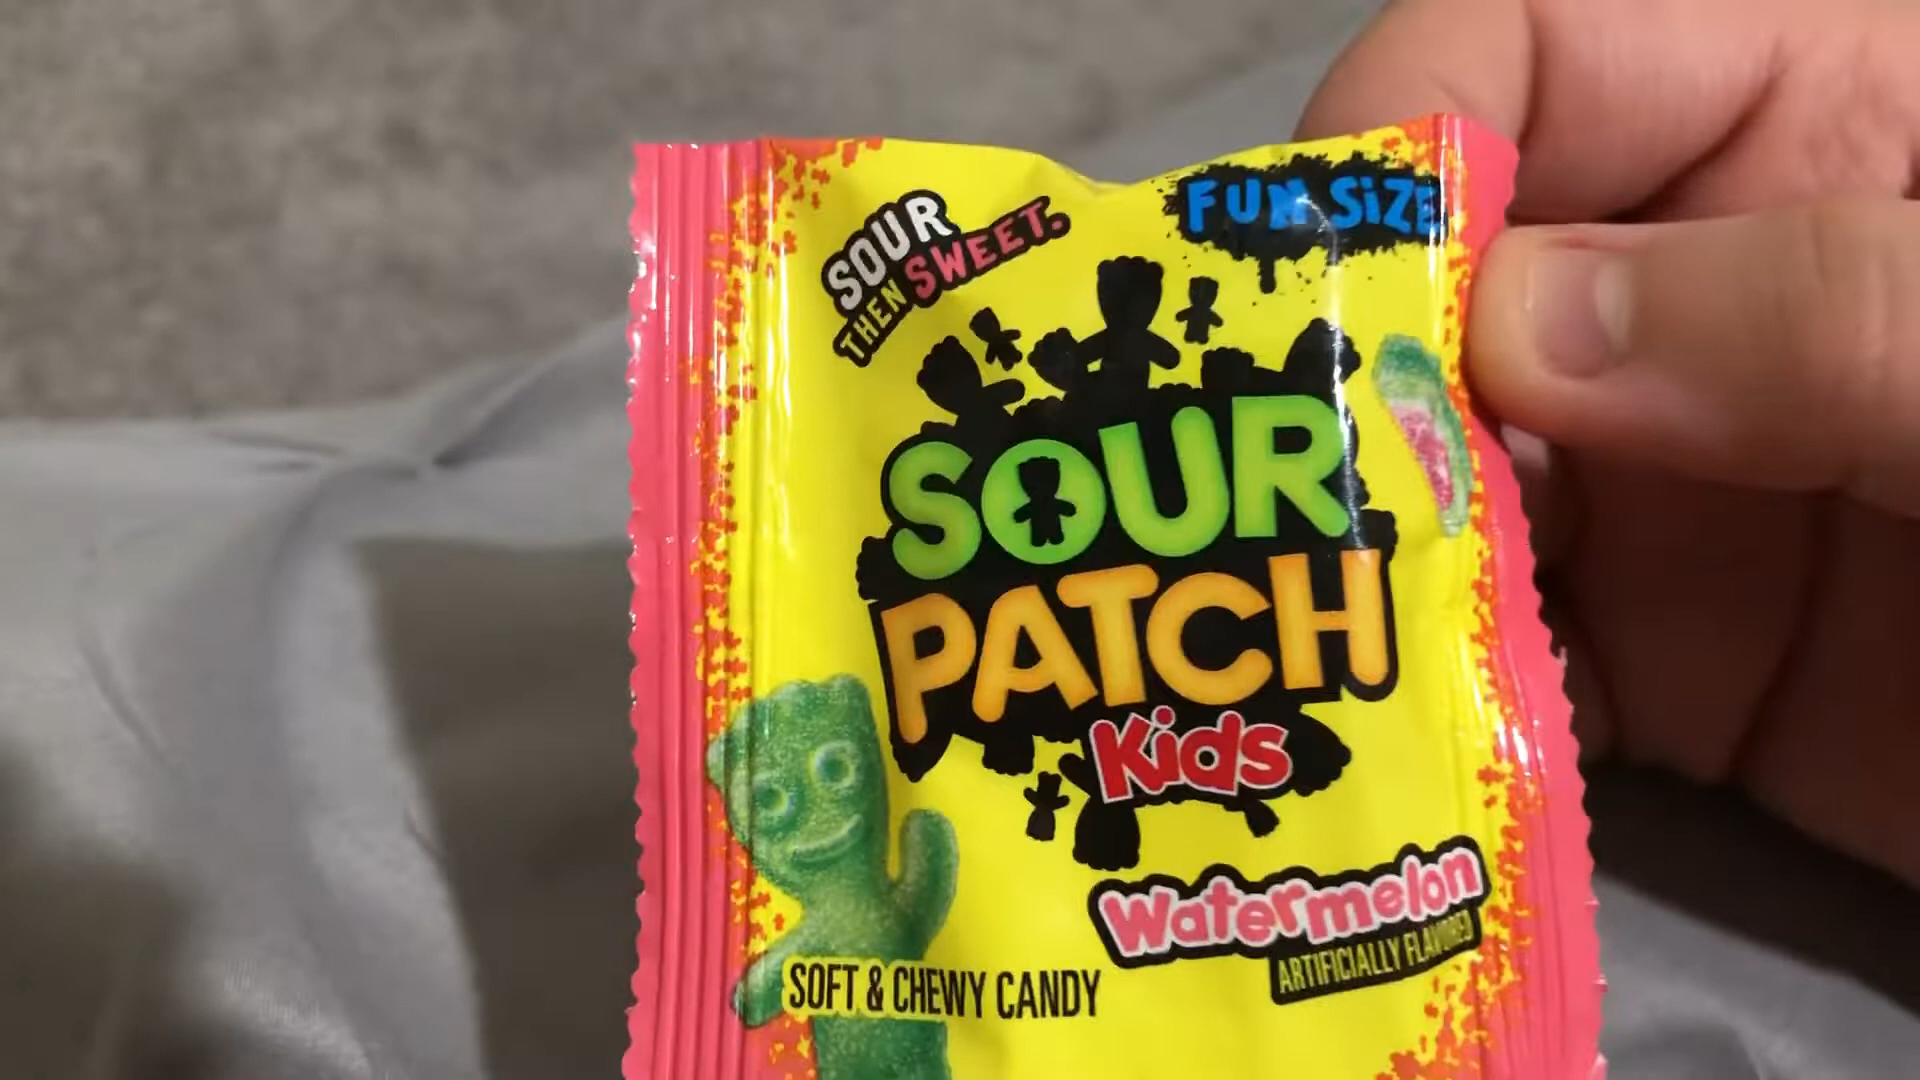 SOUR
THEN SWEET.
FUN SiZE
SOUR
PATCH
Kids
Watermelon
ARTIFICIALLY FLAVORED
SOFT & CHEWY CANDY